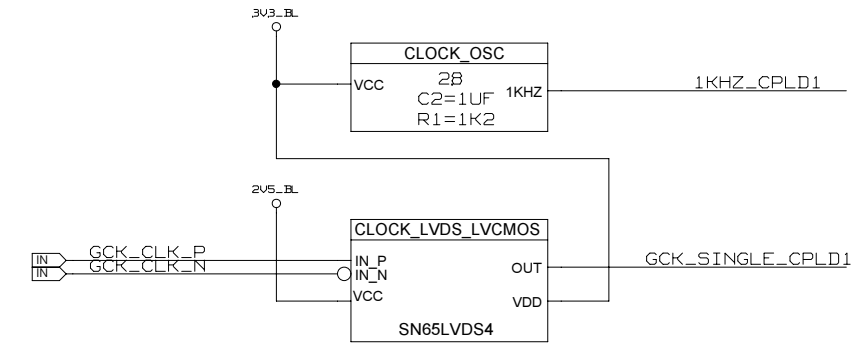 3V3_BL
CLOCK_OSC
28
VCC
1KHZ
C2=1UF
R1=1K2
1KHZ_CPLD1
2V5_BL
CLOCK_LVDS_LVCMOS
IN
GCK_CLK_P
IN_P
IN
GCK_CLK_N
IN_N
OUT
GCK_SINGLE_CPLD1
VCC
VDD
SN65LVDS4